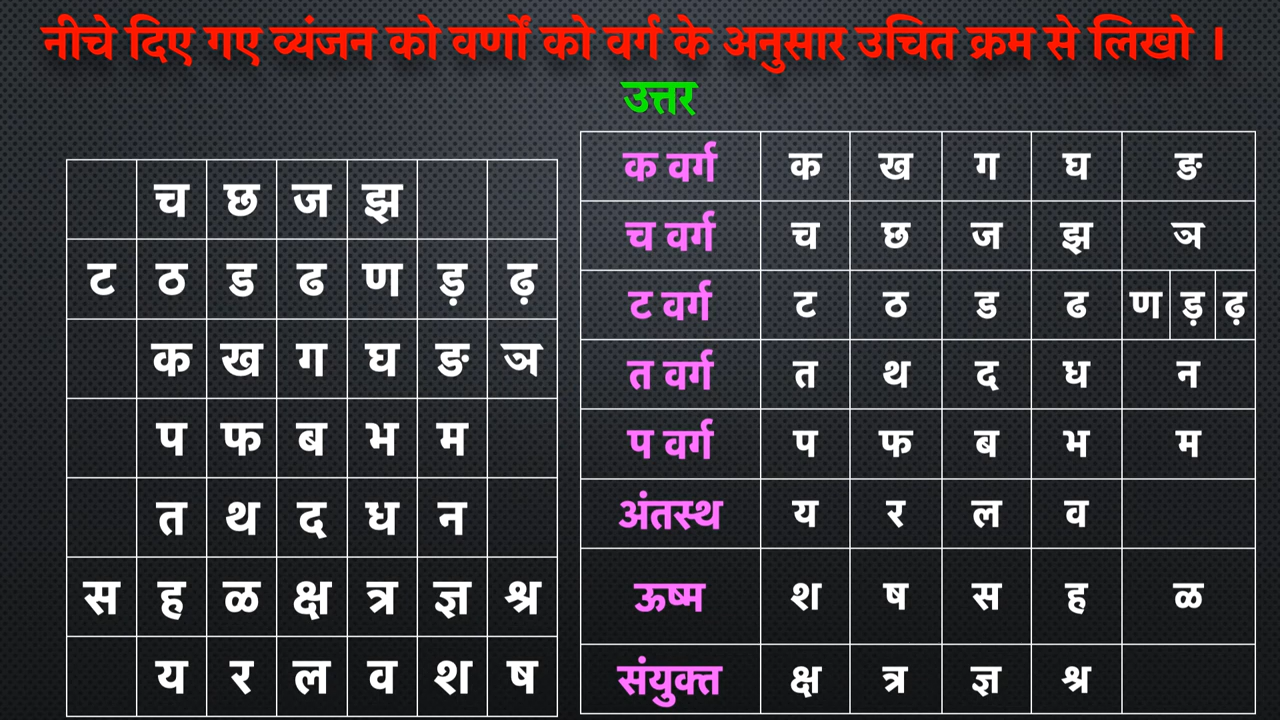 नीचे दिए गए व्यंजन को वर्णों को वर्ग के अनुसार उचित क्रम से लिखो ।
उत्तर
च छ ज झ
ट ठ ड ढ ण ड़ ढ़
क ख ग घ ङ ञ
प फ ब भ म
त थ द ध न
स ह ळ क्ष त्र ज्ञ श्र
य र ल व श ष
क वर्ग क ख ग घ ङ
च वर्ग च छ ज झ ञ
ट वर्ग ट ठ ड ढ ण ड़ ढ़
त वर्ग त थ द ध न
प वर्ग प फ ब भ म
अंतस्थ य र ल व
ऊष्म श ष स ह ळ
संयुक्त क्ष त्र ज्ञ श्र